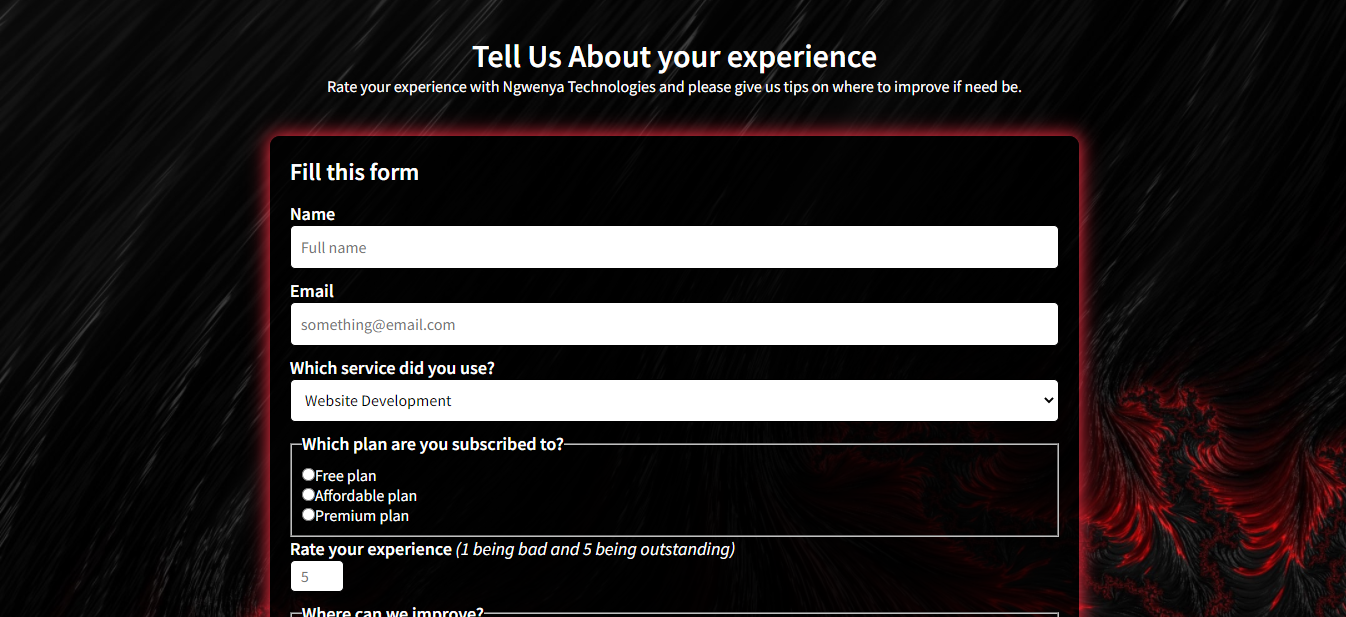 Tell Us About your experience
Rate your experience with Ngwenya Technologies and please give us tips on where to improve if need be.
Fill this form
Name
Full name
Email
something@email.com
Which service did you use?
Website Development
Which plan are you subscribed to?
Free plan
Affordable plan
Premium plan
Rate your experience (1 being bad and 5 being outstanding)
5
Where can we improve?